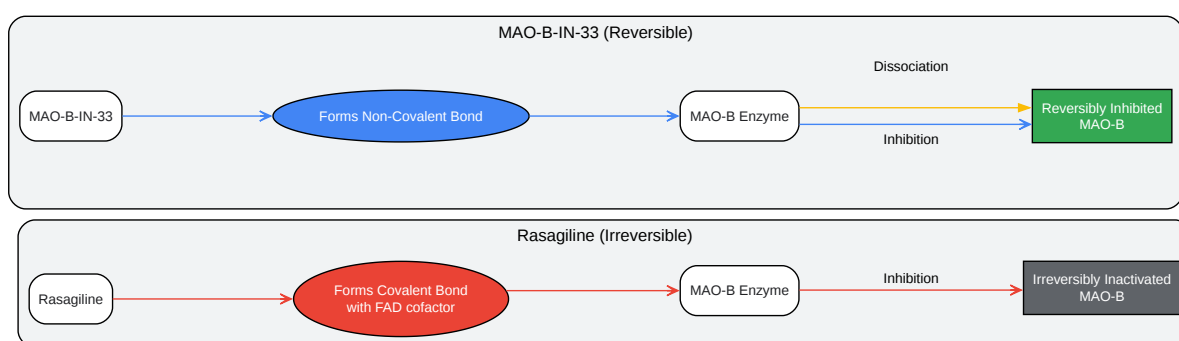 MAO-B-IN-33 (Reversible)
Dissociation
MAO-B-IN-33
Forms Non-Covalent Bond
MAO-B Enzyme
Reversibly Inhibited
MAO-B
Inhibition
Rasagiline (Irreversible)
Rasagiline
Forms Covalent Bond
with FAD cofactor
MAO-B Enzyme
Inhibition
Irreversibly Inactivated
MAO-B